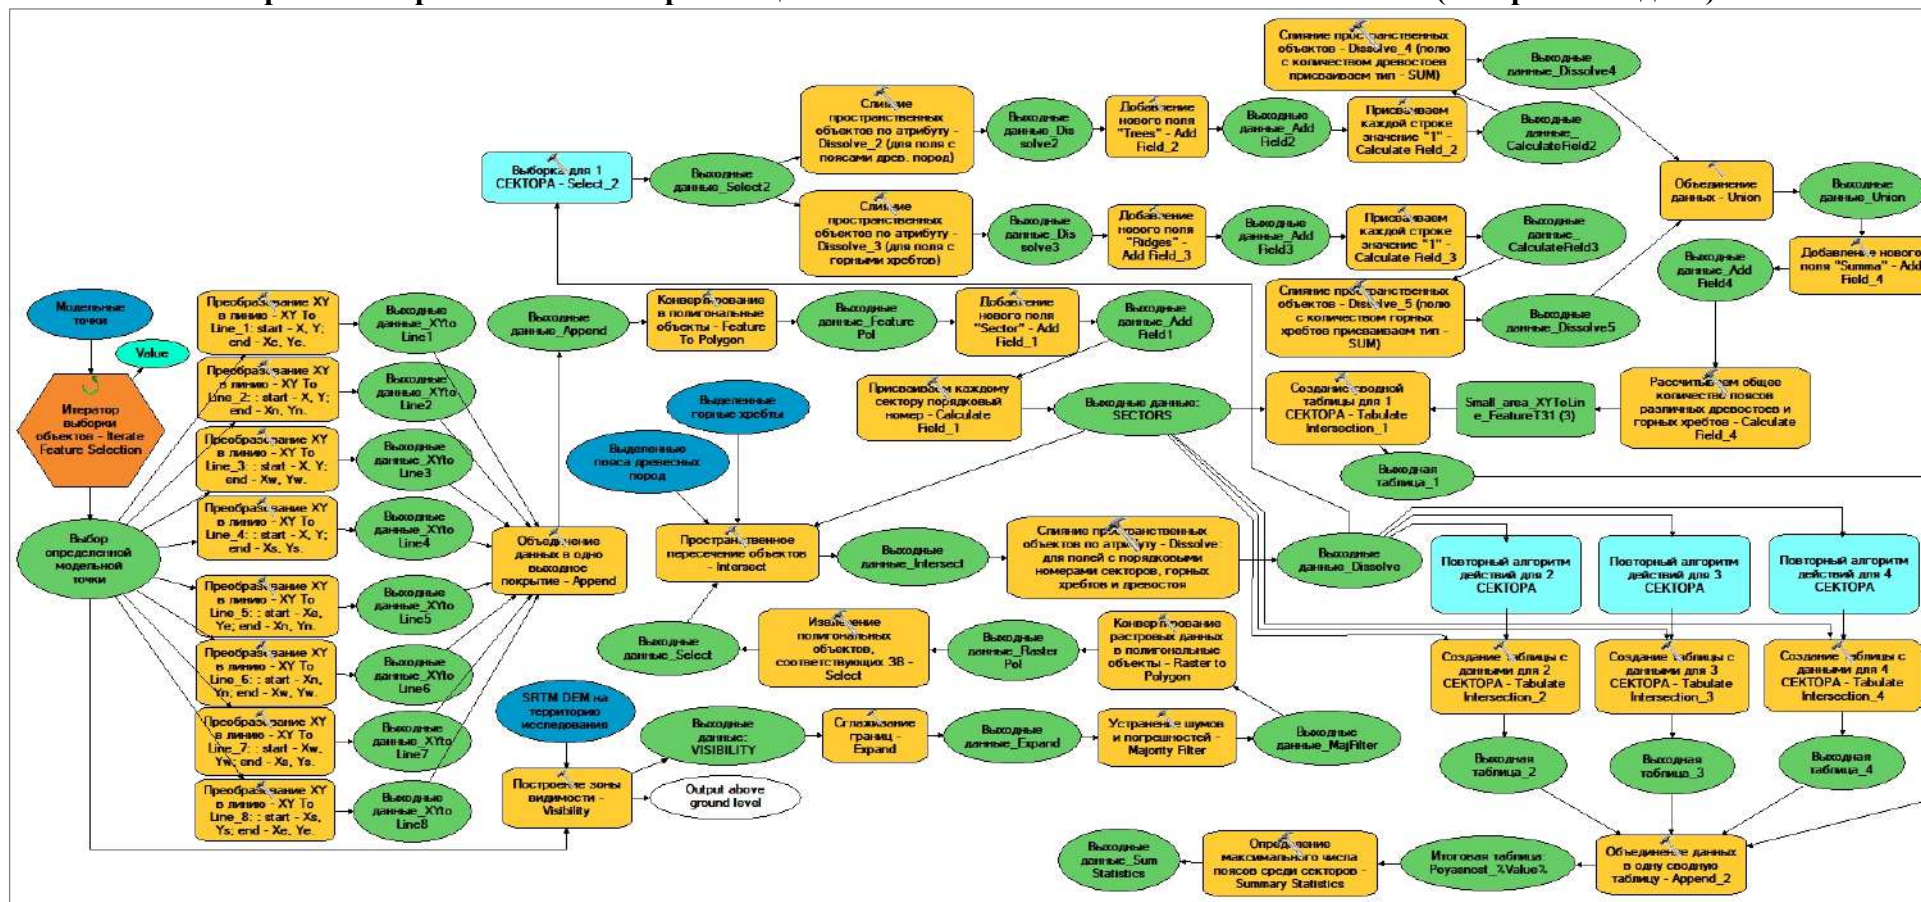 Модельные
точки
Value
Итератор
выборки
объектов - Iterate
Feature Selection
Выбор
определенной
модельной
точки
Преобразование XY
в линию - XY To
Line_1: start - X, Y;
end - Xe, Ye.
Преобразование XY
в линию - XY To
Line_2: : start - X, Y;
end - Xn, Yn.
Преобразование XY
в линию - XY To
Line_3: : start - X, Y;
end - Xw, Yw.
Преобразование XY
в линию - XY To
Line_4: : start - X, Y;
end - Xs, Ys.
Преобразование XY
в линию - XY To
Line_5: : start - Xe,
Ye; end - Xn, Yn.
Преобразование XY
в линию - XY To
Line_6: : start - Xn,
Yn; end - Xw, Yw.
Преобразование XY
в линию - XY To
Line_7: : start - Xw,
Yw; end - Xs, Ys.
Преобразование XY
в линию - XY To
Line_8: : start - Xs,
Ys; end - Xe, Ye.
Выходные
данные_XYto
Line1
Выходные
данные_XYto
Line2
Выходные
данные_XYto
Line3
Выходные
данные_XYto
Line4
Выходные
данные_XYto
Line5
Выходные
данные_XYto
Line6
Выходные
данные_XYto
Line7
Выходные
данные_XYto
Line8
Объединение
данных в одно
выходное
покрытие - Append
Выходные
данные_Append
Конвертирование
в полигональные
объекты - Feature
To Polygon
Выходные
данные_Feature
Pol
Добавление
нового поля
"Sector" - Add
Field_1
Выходные
данные_Add
Field1
Присваиваем каждому
сектору порядковый
номер - Calculate
Field_1
Выходные данные:
SECTORS
Выделенные
горные хребты
Выделенные
пояса древесных
пород
Пространственное
пересечение объектов
- Intersect
Выходные
данные_Intersect
Слияние пространственных
объектов по атрибуту - Dissolve:
для полей с порядковыми
номерами секторов, горных
хребтов и древостоя
Выходные
данные_Dissolve
SRTM DEM на
территорию
исследования
Построение зоны
видимости -
Visibility
Output above
ground level
Выходные
данные:
VISIBILITY
Сглаживание
границ -
Expand
Выходные
данные_Expand
Устранение шумов
и погрешностей -
Majority Filter
Выходные
данные_MajFilter
Конвертирование
растровых данных
в полигональные
объекты - Raster to
Polygon
Выходные
данные_Raster
Pol
Извлечение
полигональных
объектов,
соответствующих ЗВ -
Select
Выходные
данные_Select
Выборка для 1
СЕКТОРА - Select_2
Выходные
данные_Select2
Слияние
пространственных
объектов по атрибуту -
Dissolve_2 (для поля с
поясами древ. пород)
Выходные
данные_Dis
solve2
Добавление
нового поля
"Trees" - Add
Field_2
Выходные
данные_Add
Field2
Присваиваем
каждой строке
значение "1" -
Calculate Field_2
Выходные
данные_
CalculateField2
Слияние пространственных
объектов - Dissolve_4 (полю
с количеством древостоев
присваиваем тип - SUM)
Выходные
данные_Dissolve4
Слияние
пространственных
объектов по атрибуту -
Dissolve_3 (для поля с
горными хребтов)
Выходные
данные_Dis
solve3
Добавление
нового поля
"Ridges" -
Add Field_3
Выходные
данные_Add
Field3
Присваиваем
каждой строке
значение "1" -
Calculate Field_3
Выходные
данные_
CalculateField3
Слияние пространственных
объектов - Dissolve_5 (полю
с количеством горных
хребтов присваиваем тип -
SUM)
Выходные
данные_Dissolve5
Объединение
данных - Union
Выходные
данные_Union
Добавление нового
поля "Summa" - Add
Field_4
Выходные
данные_Add
Field4
Рассчитываем общее
количество поясов
различных древостоев и
горных хребтов - Calculate
Field_4
Small_area_XYToLin
e_FeatureT31 (3)
Создание сводной
таблицы для 1
СЕКТОРА - Tabulate
Intersection_1
Выходная
таблица_1
Повторный алгоритм
действий для 2
СЕКТОРА
Повторный алгоритм
действий для 3
СЕКТОРА
Повторный алгоритм
действий для 4
СЕКТОРА
Создание таблицы с
данными для 2
СЕКТОРА - Tabulate
Intersection_2
Создание таблицы с
данными для 3
СЕКТОРА - Tabulate
Intersection_3
Создание таблицы с
данными для 4
СЕКТОРА - Tabulate
Intersection_4
Выходная
таблица_2
Выходная
таблица_3
Выходная
таблица_4
Объединение данных
в одну сводную
таблицу - Append_2
Итоговая таблица:
Poyasnost_%Value%
Определение
максимального числа
поясов среди секторов -
Summary Statistics
Выходные
данные_Sum
Statistics